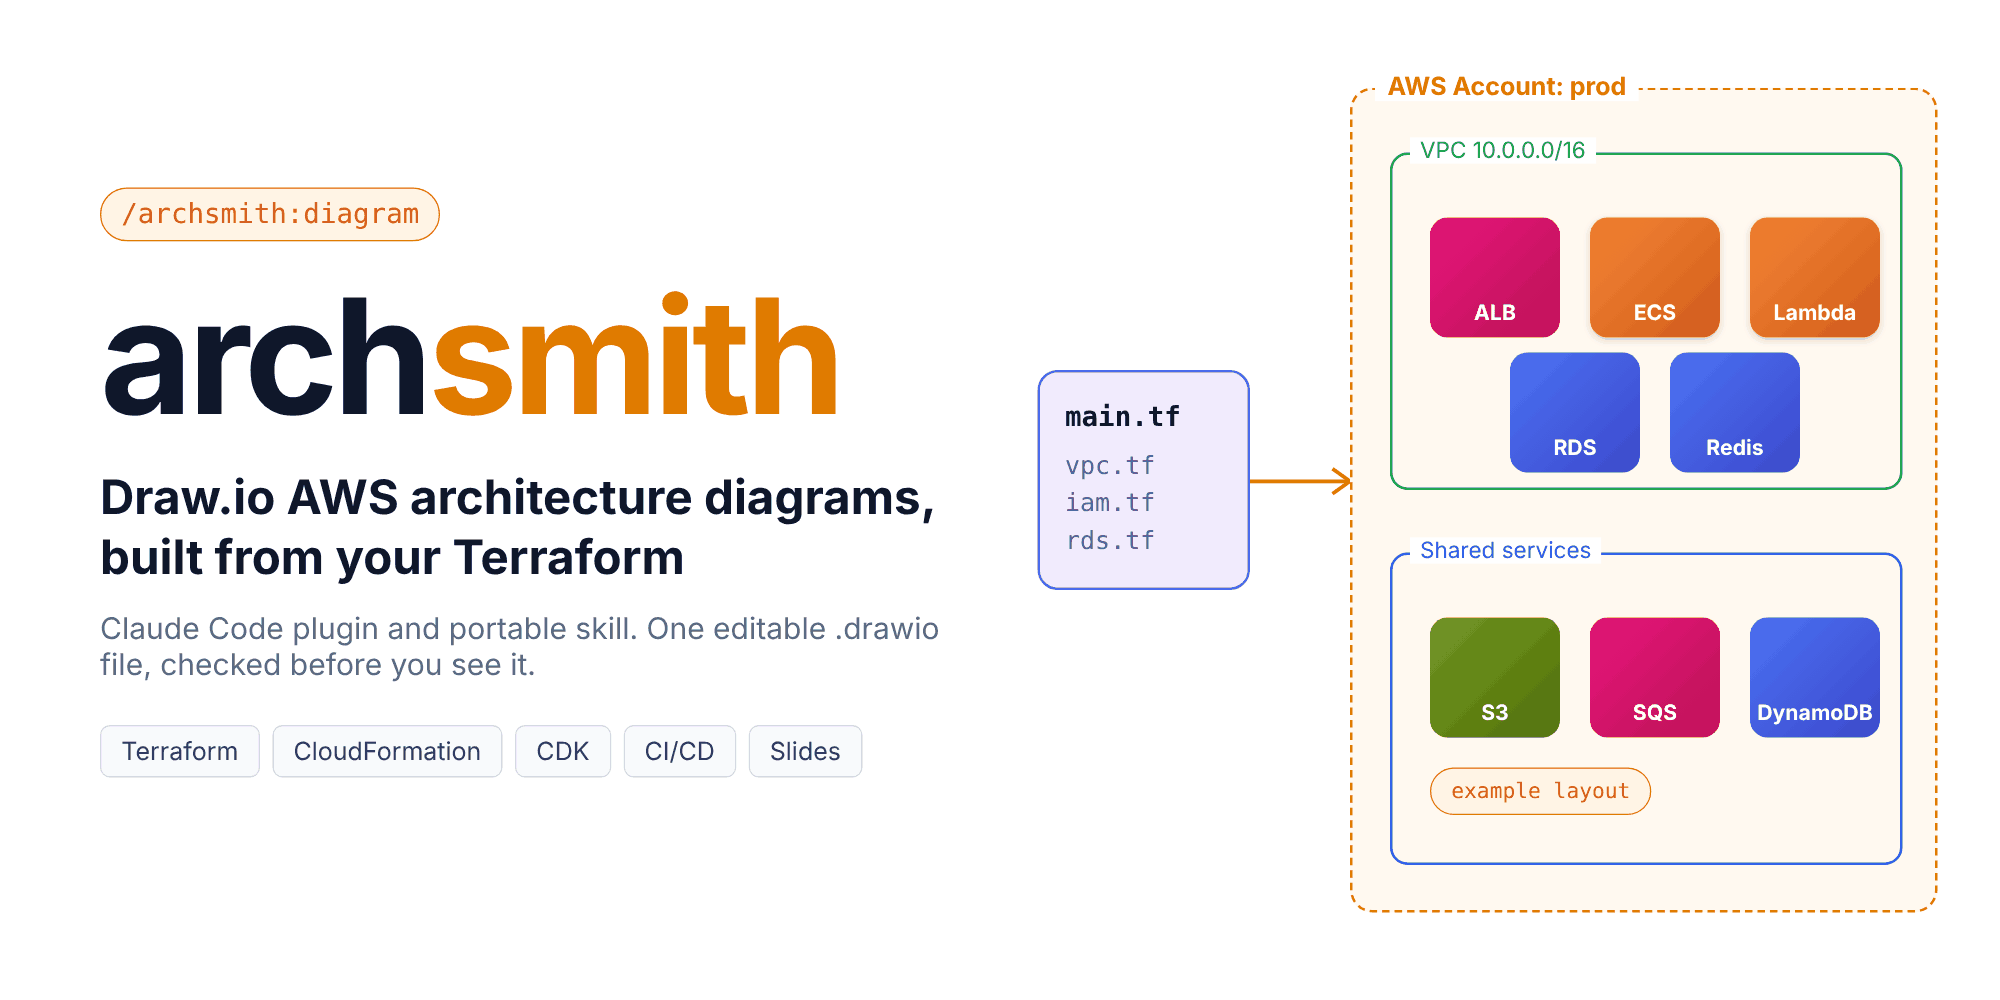 /archsmith:diagram
archsmith
Draw.io AWS architecture diagrams,
built from your Terraform
Claude Code plugin and portable skill. One editable .drawio
file, checked before you see it.
Terraform
CloudFormation
CDK
CI/CD
Slides
main.tf
vpc.tf
iam.tf
rds.tf
AWS Account: prod
VPC 10.0.0.0/16
ALB
ECS
Lambda
RDS
Redis
Shared services
S3
SQS
DynamoDB
example layout